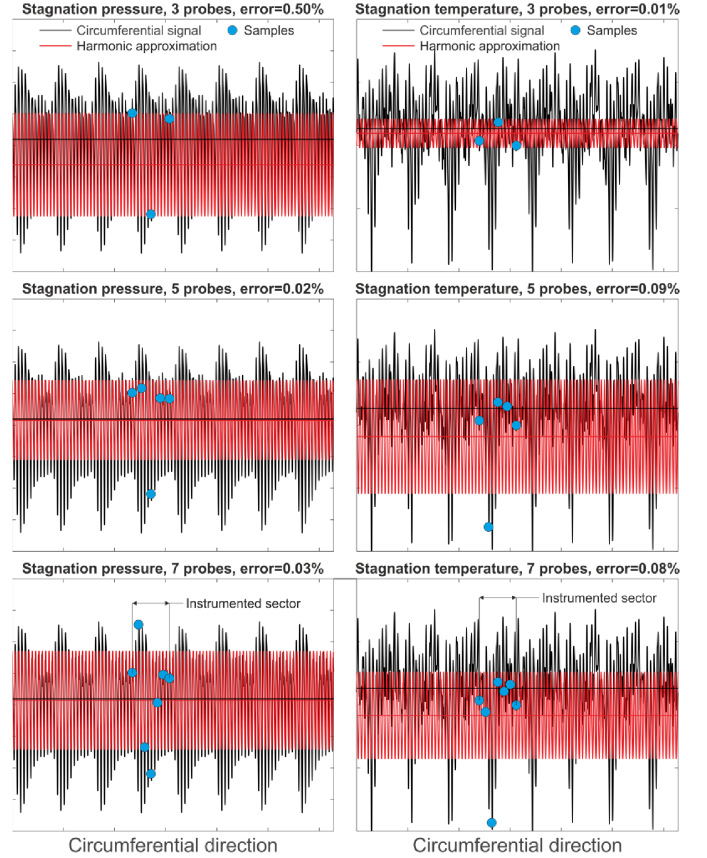 Stagnation pressure, 3 probes, error=0.50%
Circumferential signal
Samples
Harmonic approximation
Stagnation temperature, 3 probes, error=0.01%
Circumferential signal
Samples
Harmonic approximation
Stagnation pressure, 5 probes, error=0.02%
Stagnation temperature, 5 probes, error=0.09%
Stagnation pressure, 7 probes, error=0.03%
Instrumented sector
Stagnation temperature, 7 probes, error=0.08%
Instrumented sector
Circumferential direction
Circumferential direction